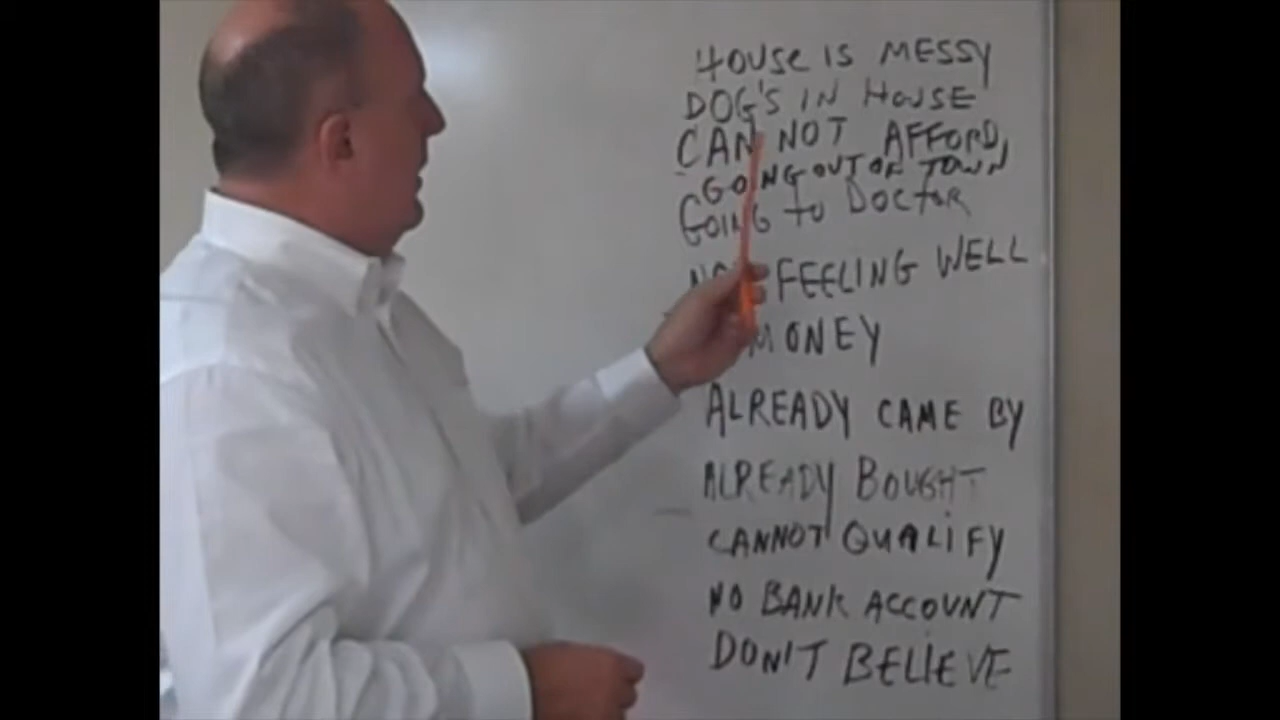 HOUSE IS MESSY
DOG'S IN HOUSE
CAN NOT AFFORD,
GOING OUT OF TOWN
GOING TO DOCTOR
FEELING WELL
MONEY
ALREADY CAME BY
ALREADY BOUGHT
CANNOT QUALIFY
NO BANK ACCOUNT
DON'T BELIEVE